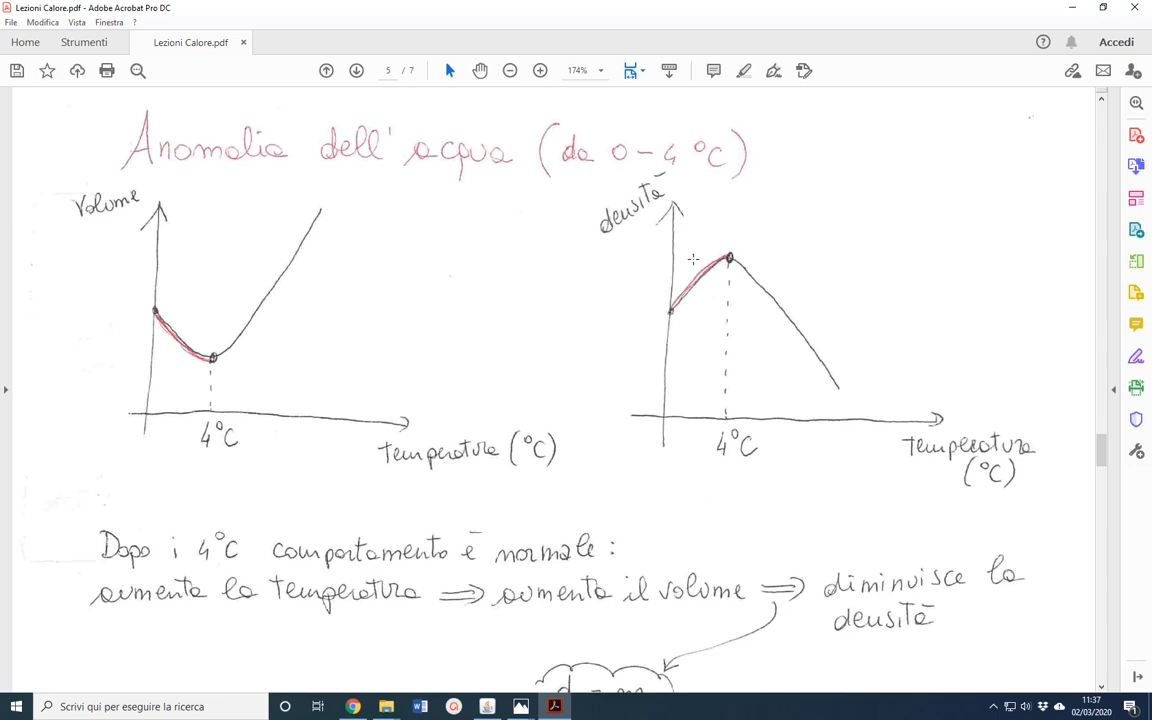 Lezioni Calore.pdf - Adobe Acrobat Pro DC
File Modifica Vista Finestra ?
Home Strumenti Lezioni Calore.pdf × Accedi
5 / 7 174%
Anomalia dell'acqua (da 0-4 °C)
Volume
densità
4°C
temperatura (°C)
4°C
temperatura
(°C)
Dopo i 4°C comportamento è normale:
aumenta la temperatura ⟹ aumenta il volume ⟹ diminuisce la
densità
Scrivi qui per eseguire la ricerca
11:37
02/03/2020
1